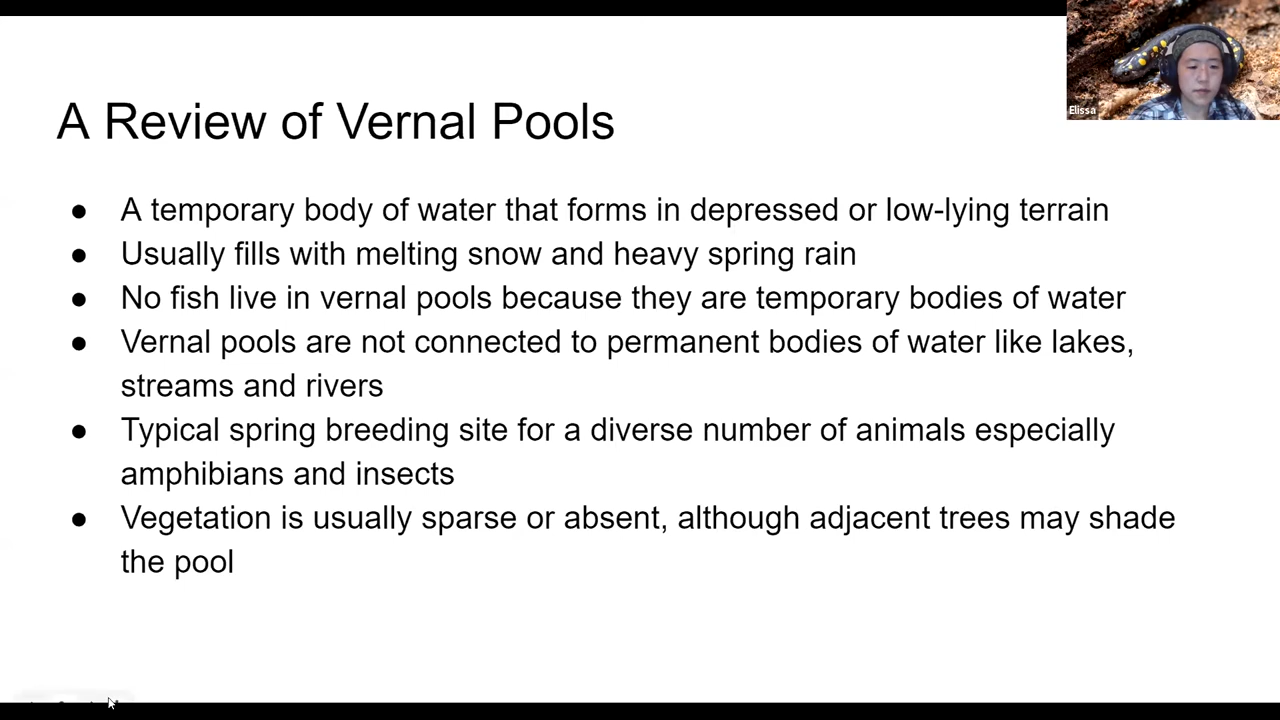 Elissa
A Review of Vernal Pools
● A temporary body of water that forms in depressed or low-lying terrain
● Usually fills with melting snow and heavy spring rain
● No fish live in vernal pools because they are temporary bodies of water
● Vernal pools are not connected to permanent bodies of water like lakes,
streams and rivers
● Typical spring breeding site for a diverse number of animals especially
amphibians and insects
● Vegetation is usually sparse or absent, although adjacent trees may shade
the pool